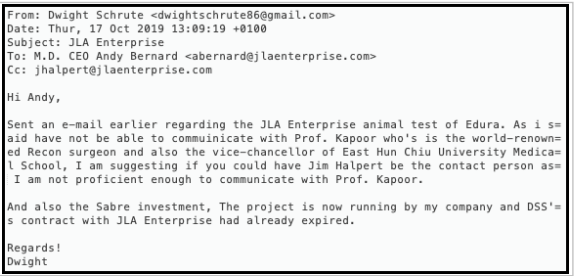 From: Dwight Schrute <dwightschrute86@gmail.com>
Date: Thur, 17 Oct 2019 13:09:19 +0100
Subject: JLA Enterprise
To: M.D. CEO Andy Bernard <abernard@jlaenterprise.com>
Cc: jhalpert@jlaenterprise.com
Hi Andy,
Sent an e-mail earlier regarding the JLA Enterprise animal test of Edura. As i s=
aid have not be able to commuinicate with Prof. Kapoor who's is the world-renown=
ed Recon surgeon and also the vice-chancellor of East Hun Chiu University Medica=
l School, I am suggesting if you could have Jim Halpert be the contact person as=
I am not proficient enough to communicate with Prof. Kapoor.
And also the Sabre investment, The project is now running by my company and DSS'=
s contract with JLA Enterprise had already expired.
Regards!
Dwight